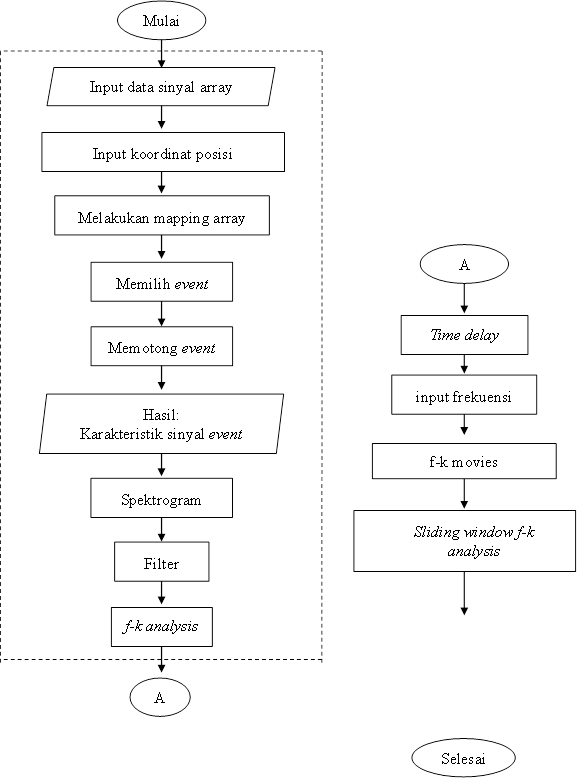 Mulai
Input data sinyal array
Input koordinat posisi
Melakukan mapping array
Memilih event
Memotong event
Hasil:
Karakteristik sinyal event
Spektrogram
Filter
f-k analysis
A
A
Time delay
input frekuensi
f-k movies
Sliding window f-k
analysis
Selesai